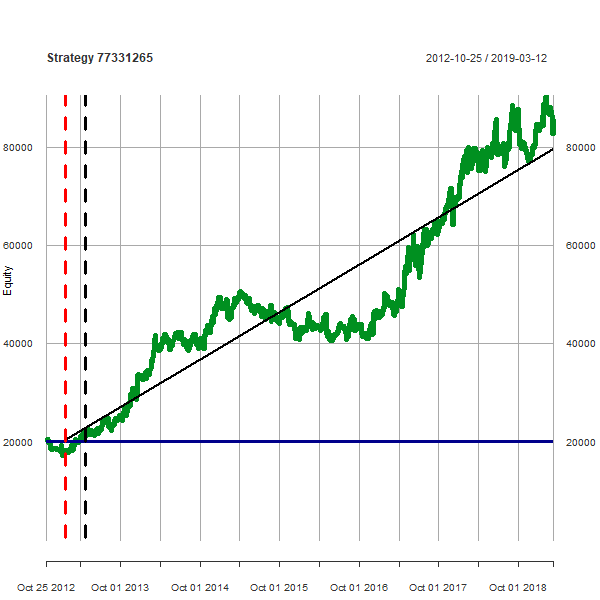 Strategy 77331265
2012-10-25 / 2019-03-12
80000
80000
60000
60000
Equity
40000
40000
20000
20000
Oct 25 2012
Oct 01 2013
Oct 01 2014
Oct 01 2015
Oct 01 2016
Oct 01 2017
Oct 01 2018